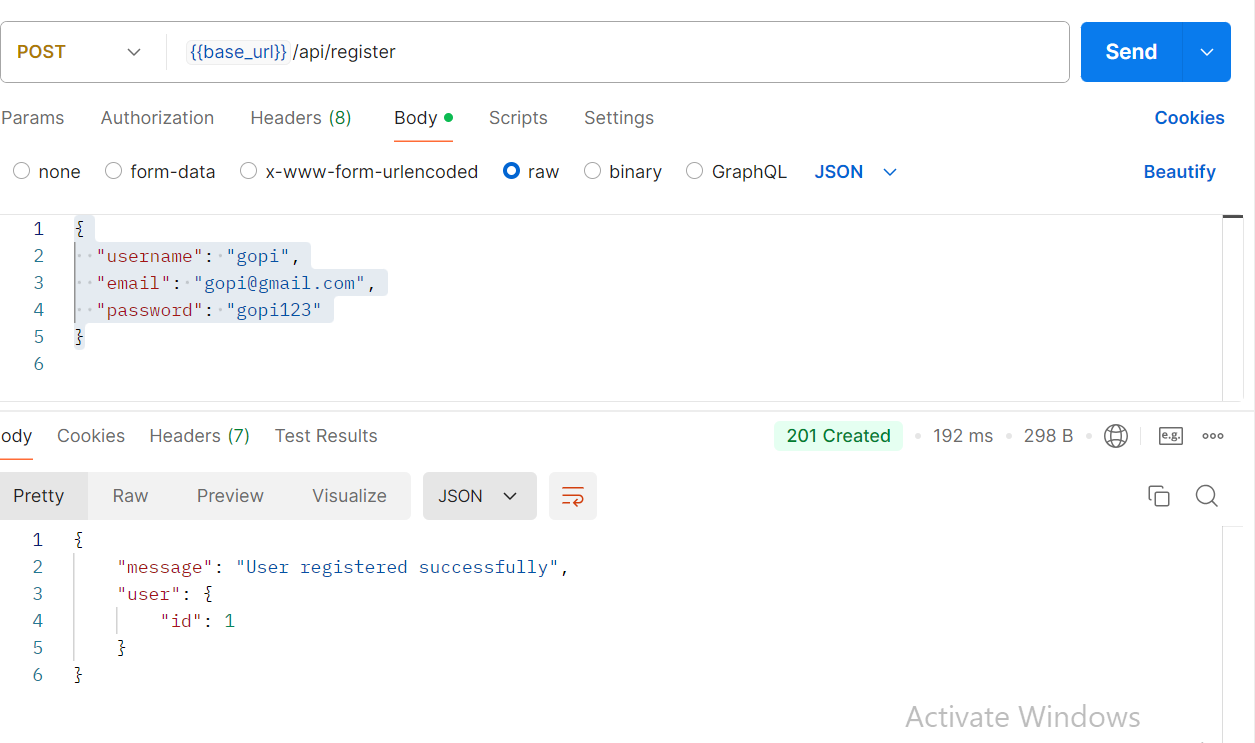 POST {{base_url}}/api/register Send
Params Authorization Headers (8) Body Scripts Settings Cookies
none form-data x-www-form-urlencoded raw binary GraphQL JSON Beautify
1 {
2 "username": "gopi",
3 "email": "gopi@gmail.com",
4 "password": "gopi123"
5 }
6
ody Cookies Headers (7) Test Results 201 Created 192 ms 298 B e.g.
Pretty Raw Preview Visualize JSON
1 {
2 "message": "User registered successfully",
3 "user": {
4 "id": 1
5 }
6 }
Activate Windows